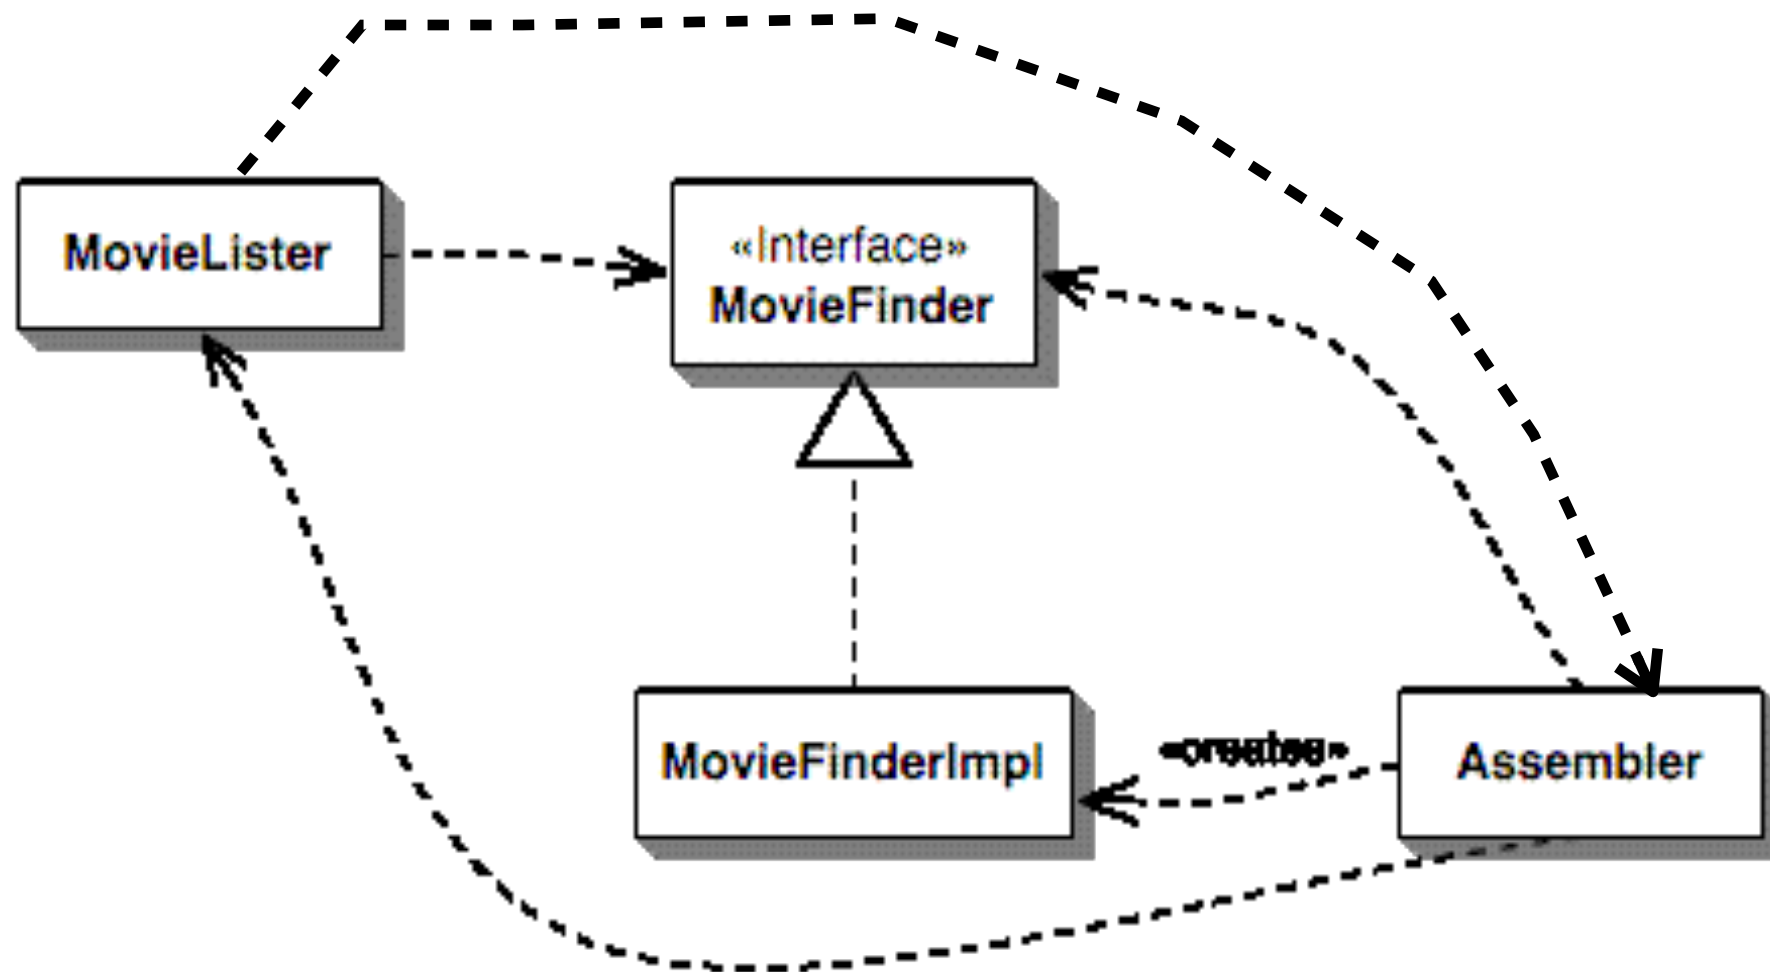 MovieLister
«Interface»
MovieFinder
MovieFinderImpl
«creates»
Assembler